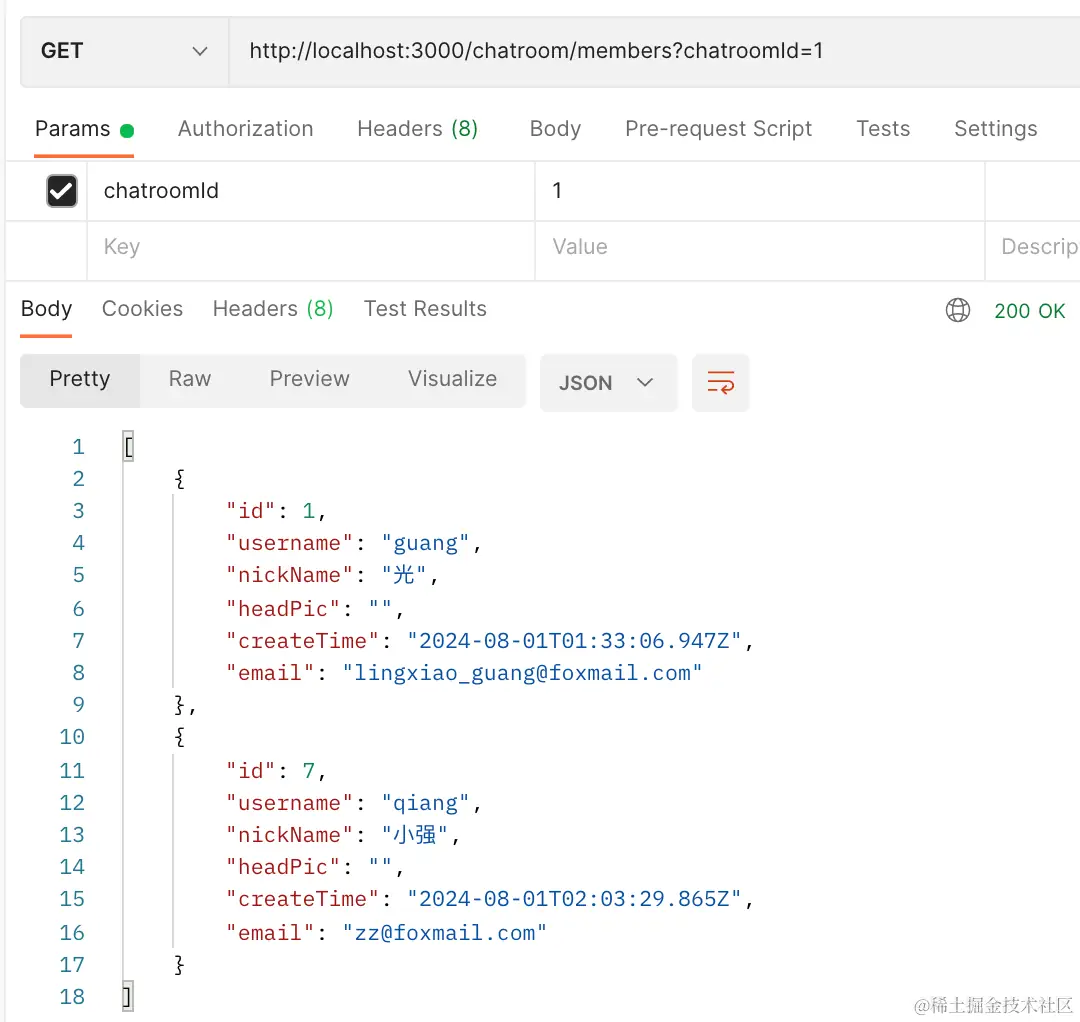 GET http://localhost:3000/chatroom/members?chatroomId=1
Params Authorization Headers (8) Body Pre-request Script Tests Settings
chatroomId 1
Key Value Descrip
Body Cookies Headers (8) Test Results 200 OK
Pretty Raw Preview Visualize JSON
1 [
2 {
3 "id": 1,
4 "username": "guang",
5 "nickName": "光",
6 "headPic": "",
7 "createTime": "2024-08-01T01:33:06.947Z",
8 "email": "lingxiao_guang@foxmail.com"
9 },
10 {
11 "id": 7,
12 "username": "qiang",
13 "nickName": "小强",
14 "headPic": "",
15 "createTime": "2024-08-01T02:03:29.865Z",
16 "email": "zz@foxmail.com"
17 }
18 ]
@稀土掘金技术社区